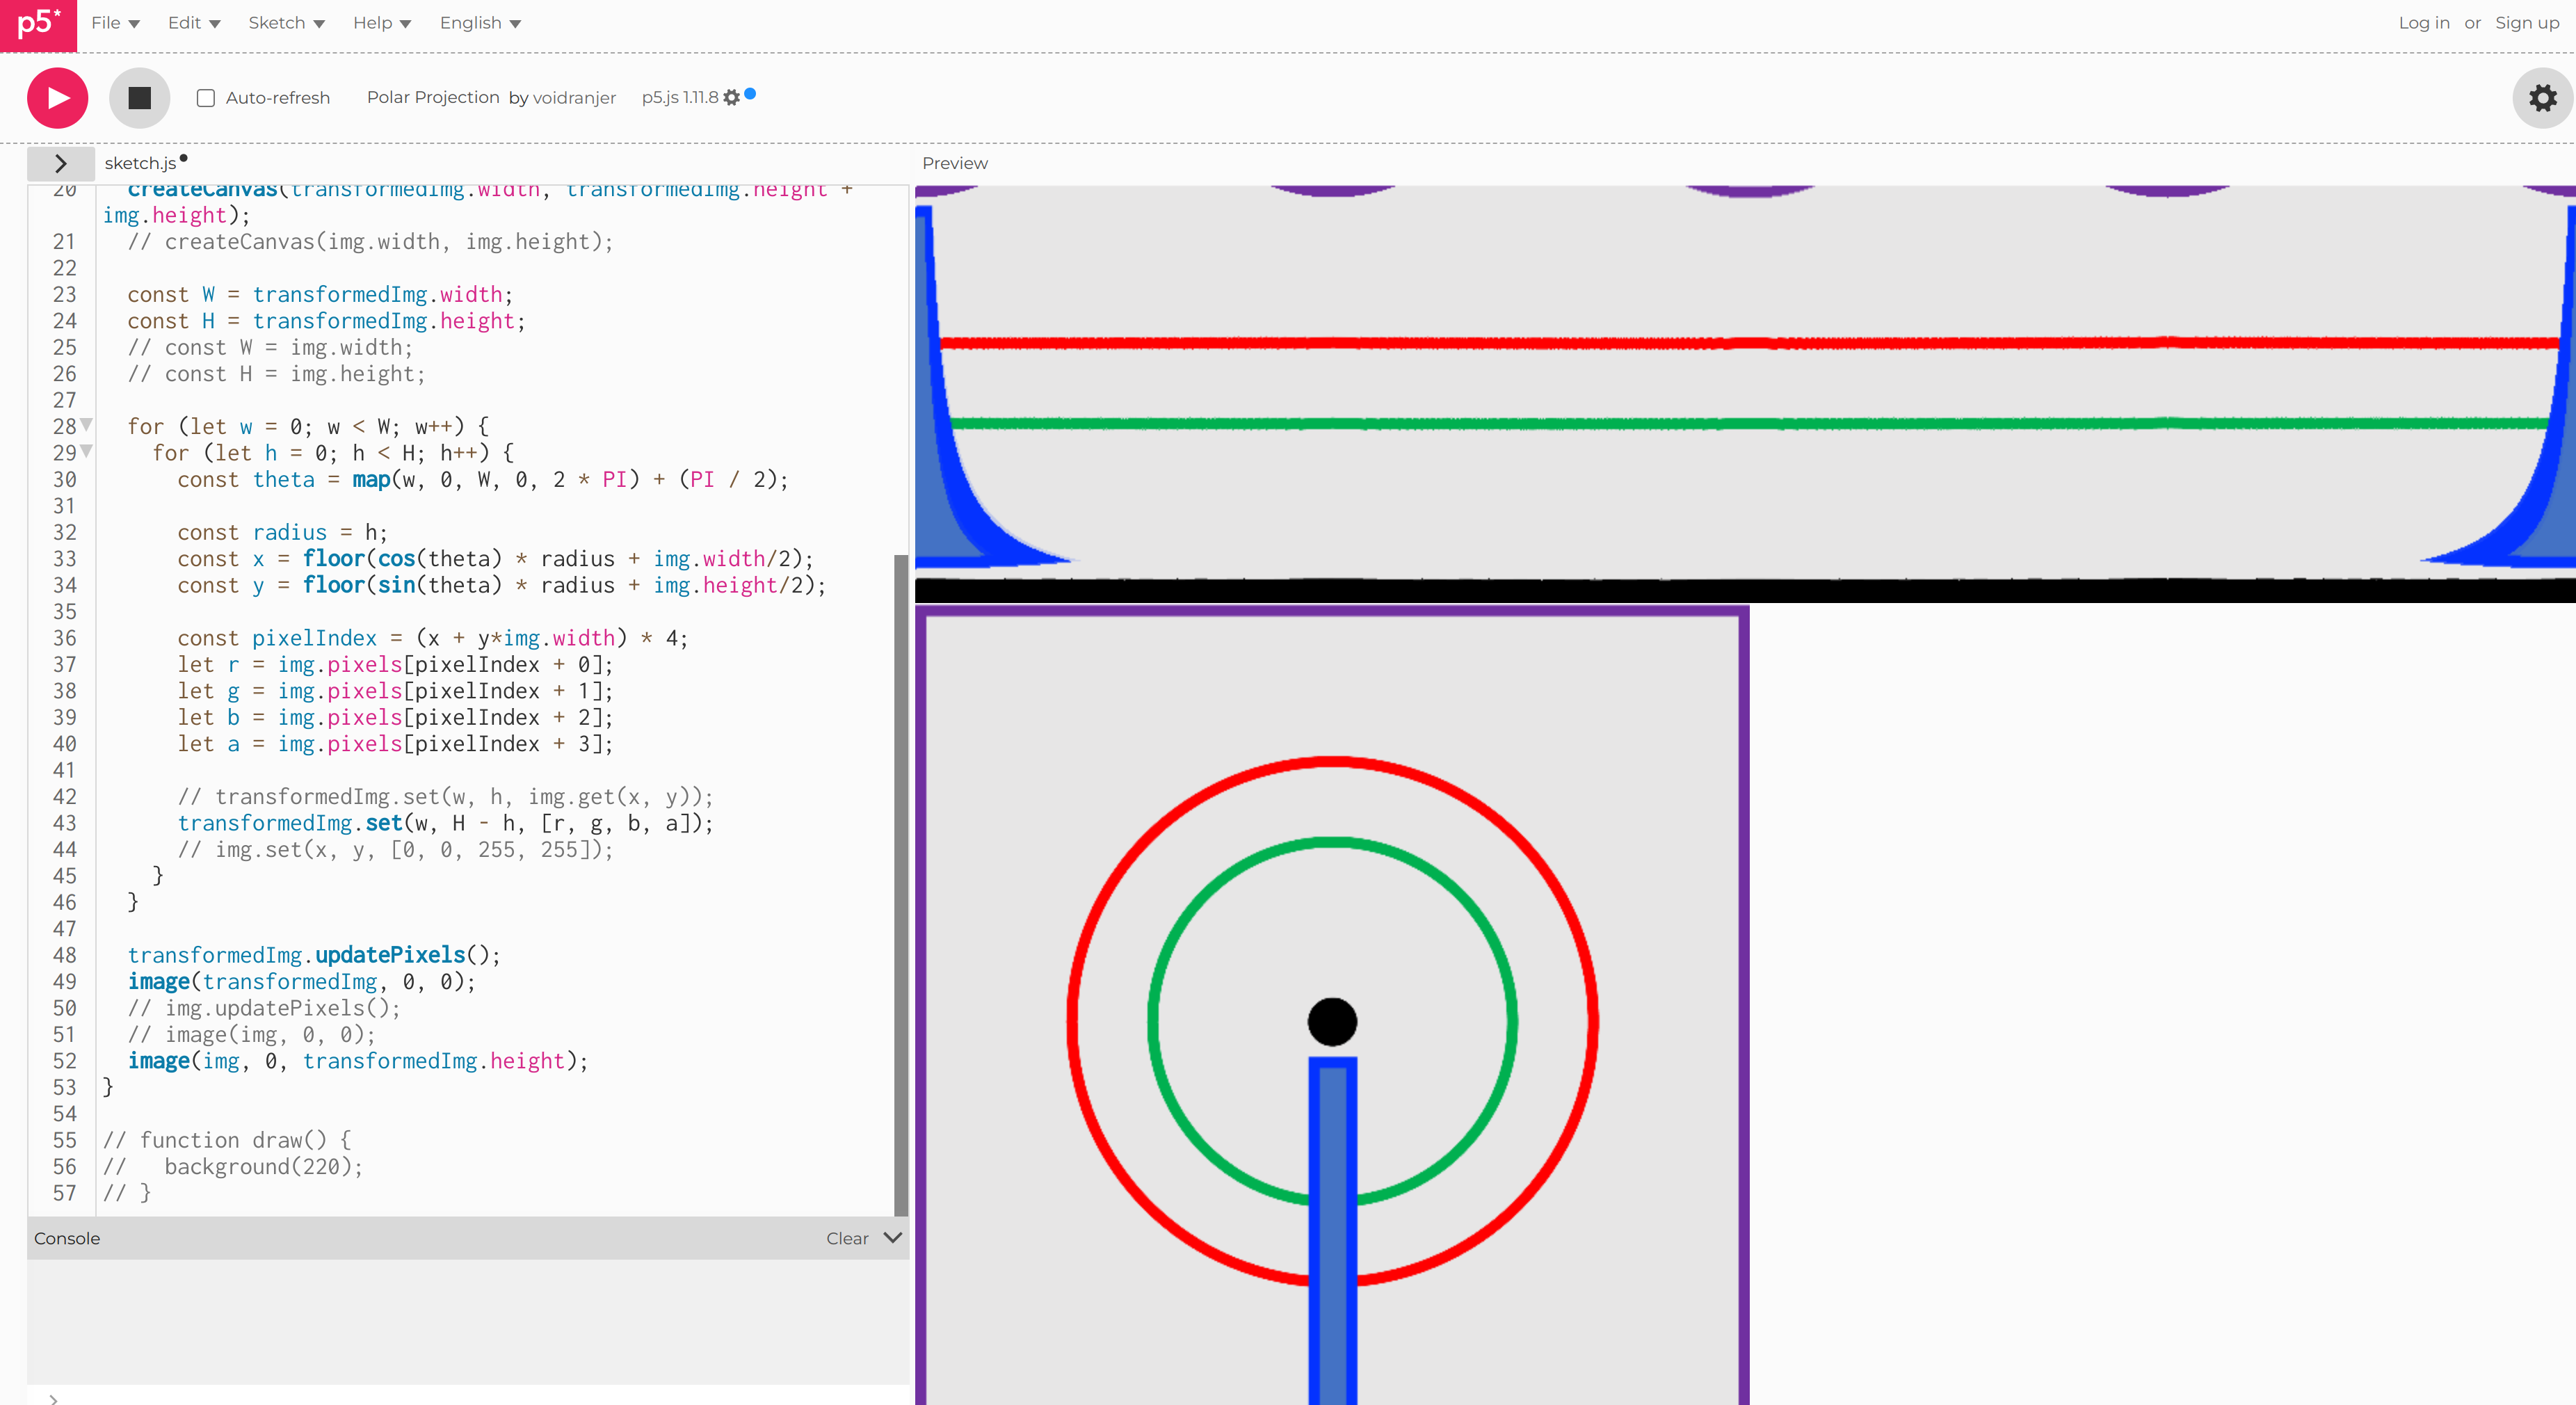 p5* File Edit Sketch Help English Log in or Sign up
Auto-refresh Polar Projection by voidranjer p5.js 1.11.8
sketch.js Preview
20 createCanvas(transformedImg.width, transformedImg.height +
img.height);
21 // createCanvas(img.width, img.height);
22
23 const W = transformedImg.width;
24 const H = transformedImg.height;
25 // const W = img.width;
26 // const H = img.height;
27
28 for (let w = 0; w < W; w++) {
29 for (let h = 0; h < H; h++) {
30 const theta = map(w, 0, W, 0, 2 * PI) + (PI / 2);
31
32 const radius = h;
33 const x = floor(cos(theta) * radius + img.width/2);
34 const y = floor(sin(theta) * radius + img.height/2);
35
36 const pixelIndex = (x + y*img.width) * 4;
37 let r = img.pixels[pixelIndex + 0];
38 let g = img.pixels[pixelIndex + 1];
39 let b = img.pixels[pixelIndex + 2];
40 let a = img.pixels[pixelIndex + 3];
41
42 // transformedImg.set(w, h, img.get(x, y));
43 transformedImg.set(w, H - h, [r, g, b, a]);
44 // img.set(x, y, [0, 0, 255, 255]);
45 }
46 }
47
48 transformedImg.updatePixels();
49 image(transformedImg, 0, 0);
50 // img.updatePixels();
51 // image(img, 0, 0);
52 image(img, 0, transformedImg.height);
53 }
54
55 // function draw() {
56 // background(220);
57 // }
Console Clear